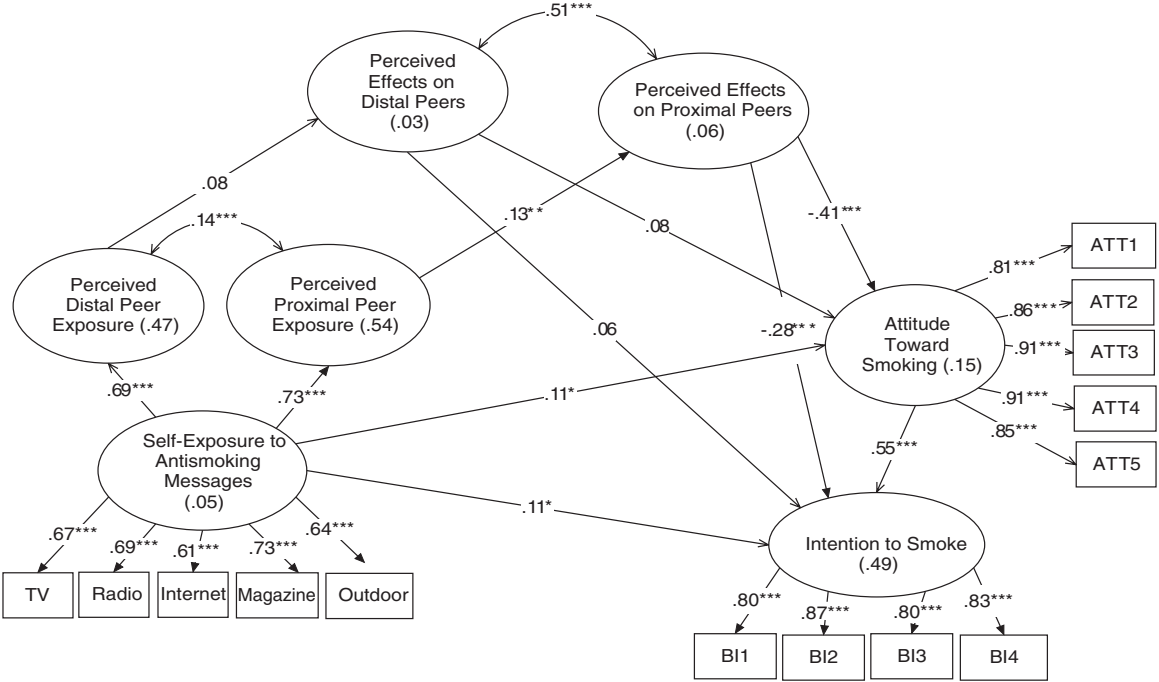 .51***
Perceived
Effects on
Distal Peers
(.03)
Perceived Effects
on Proximal Peers
(.06)
.08
.14***
.13**
.08
-.41***
Perceived
Distal Peer
Exposure (.47)
Perceived
Proximal Peer
Exposure (.54)
.06
-.28***
Attitude
Toward
Smoking (.15)
.81***
ATT1
.86***
ATT2
.91***
ATT3
.91***
ATT4
.85***
ATT5
.69***
.73***
.11*
.55***
Self-Exposure to
Antismoking
Messages
(.05)
.11*
.67***
.69***
.61***
.73***
.64***
TV
Radio
Internet
Magazine
Outdoor
Intention to Smoke
(.49)
.80***
.87***
.80***
.83***
BI1
BI2
BI3
BI4